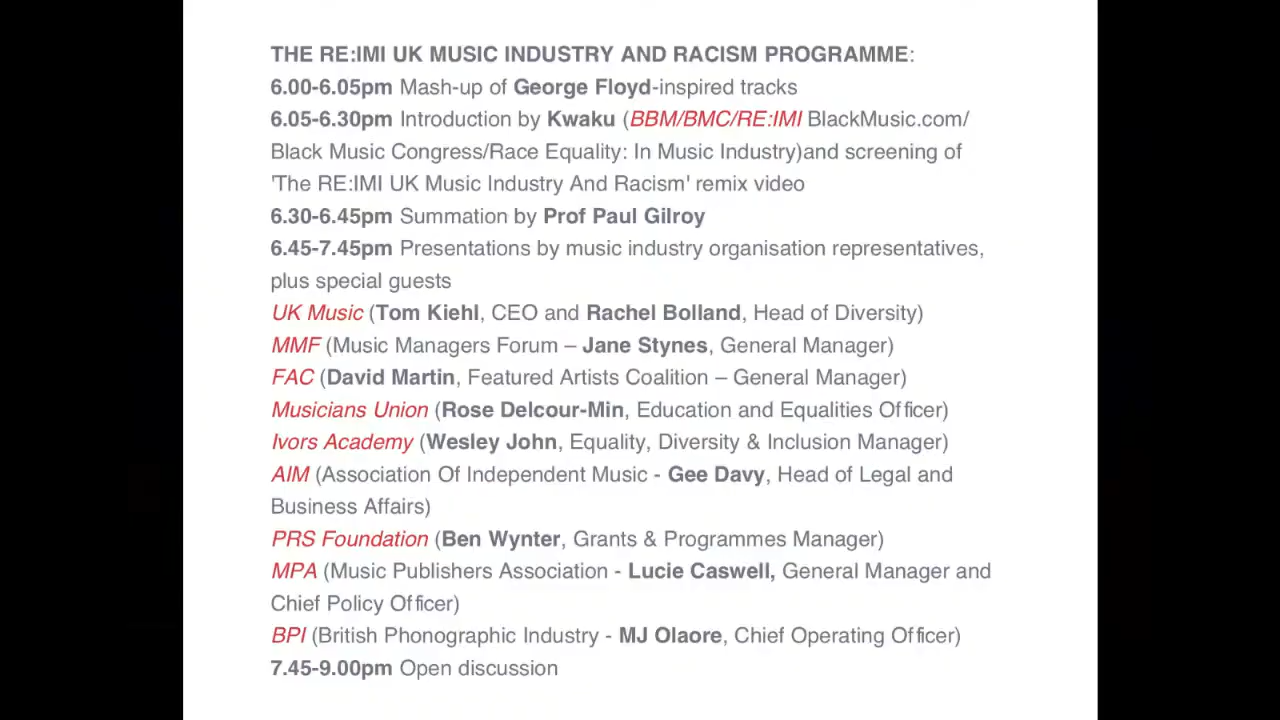 THE RE:IMI UK MUSIC INDUSTRY AND RACISM PROGRAMME:
6.00-6.05pm Mash-up of George Floyd-inspired tracks
6.05-6.30pm Introduction by Kwaku (BBM/BMC/RE:IMI BlackMusic.com/
Black Music Congress/Race Equality: In Music Industry)and screening of
'The RE:IMI UK Music Industry And Racism' remix video
6.30-6.45pm Summation by Prof Paul Gilroy
6.45-7.45pm Presentations by music industry organisation representatives,
plus special guests
UK Music (Tom Kiehl, CEO and Rachel Bolland, Head of Diversity)
MMF (Music Managers Forum – Jane Stynes, General Manager)
FAC (David Martin, Featured Artists Coalition – General Manager)
Musicians Union (Rose Delcour-Min, Education and Equalities Officer)
Ivors Academy (Wesley John, Equality, Diversity & Inclusion Manager)
AIM (Association Of Independent Music - Gee Davy, Head of Legal and
Business Affairs)
PRS Foundation (Ben Wynter, Grants & Programmes Manager)
MPA (Music Publishers Association - Lucie Caswell, General Manager and
Chief Policy Officer)
BPI (British Phonographic Industry - MJ Olaore, Chief Operating Officer)
7.45-9.00pm Open discussion